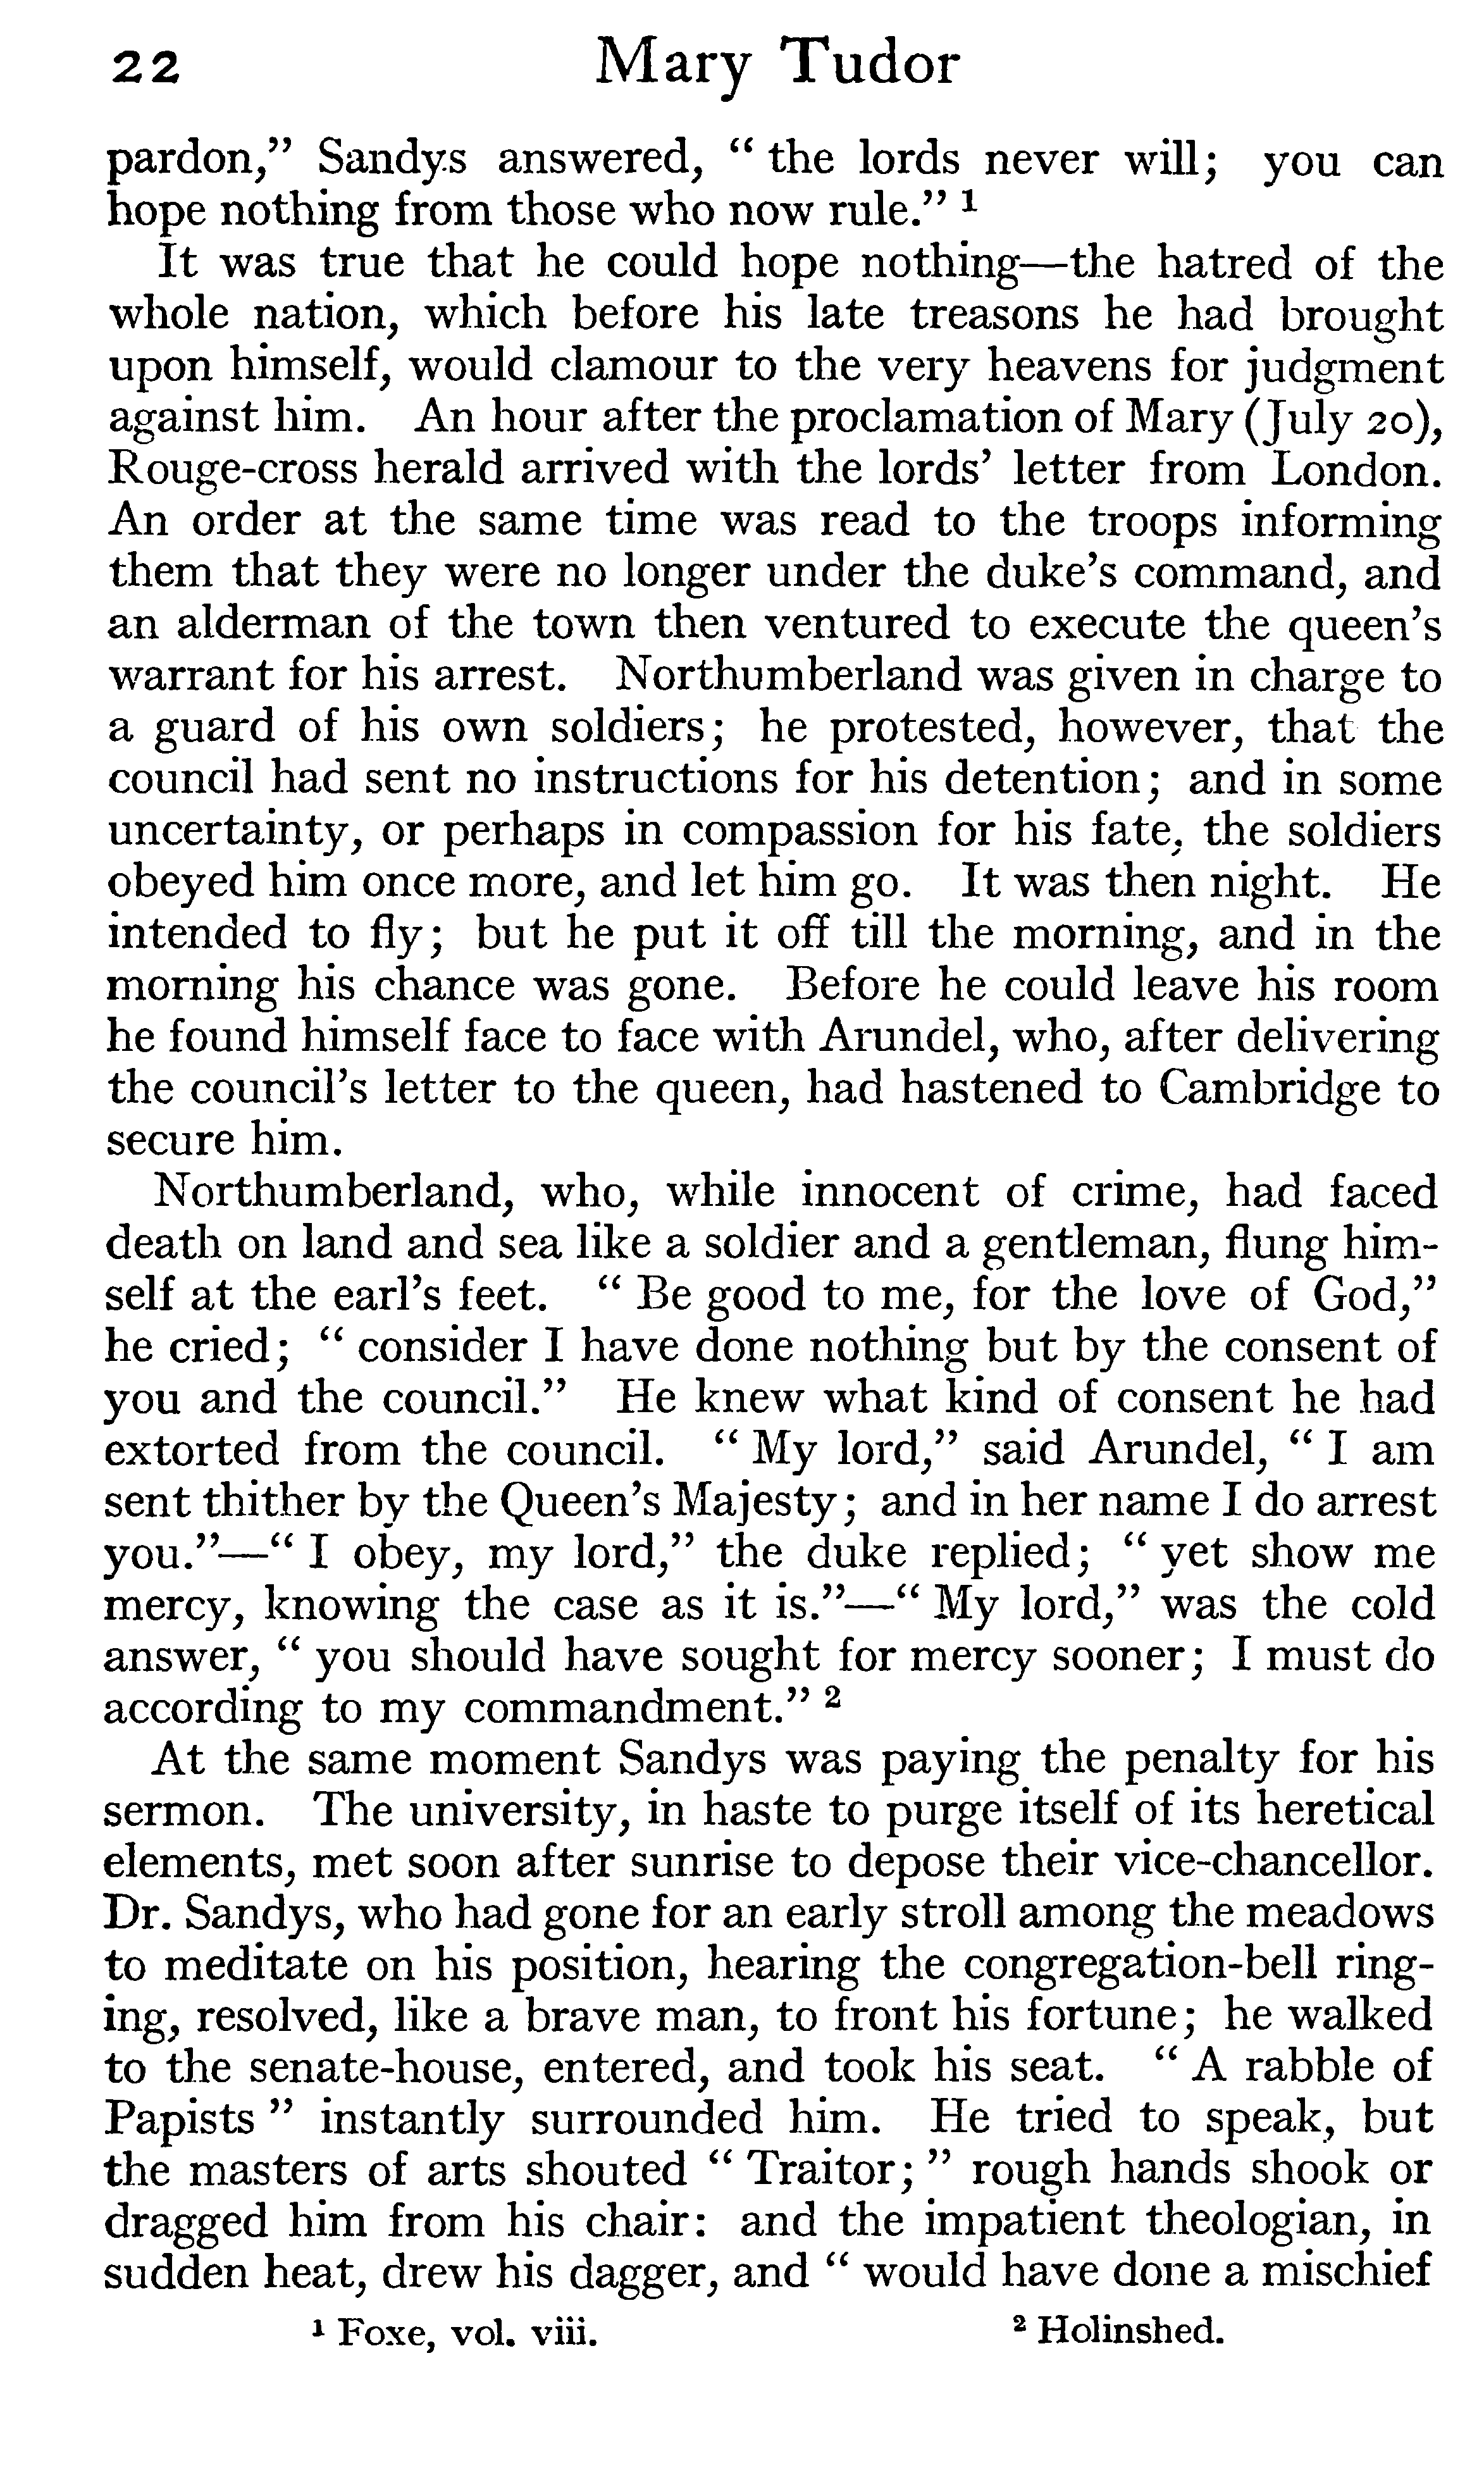 22 Mary Tudor
pardon,” Sandys answered, “ the lords never will; you can
hope nothing from those who now rule.” 1
It was true that he could hope nothing—the hatred of the
whole nation, which before his late treasons he had brought
upon himself, would clamour to the very heavens for judgment
against him. An hour after the proclamation of Mary (July 20),
Rouge-cross herald arrived with the lords’ letter from London.
An order at the same time was read to the troops informing
them that they were no longer under the duke’s command, and
an alderman of the town then ventured to execute the queen’s
warrant for his arrest. Northumberland was given in charge to
a guard of his own soldiers; he protested, however, that the
council had sent no instructions for his detention; and in some
uncertainty, or perhaps in compassion for his fate, the soldiers
obeyed him once more, and let him go. It was then night. He
intended to fly; but he put it off till the morning, and in the
morning his chance was gone. Before he could leave his room
he found himself face to face with Arundel, who, after delivering
the council’s letter to the queen, had hastened to Cambridge to
secure him.
Northumberland, who, while innocent of crime, had faced
death on land and sea like a soldier and a gentleman, flung him-
self at the earl’s feet. “ Be good to me, for the love of God,”
he cried; “ consider I have done nothing but by the consent of
you and the council.” He knew what kind of consent he had
extorted from the council. “ My lord,” said Arundel, “ I am
sent thither by the Queen’s Majesty; and in her name I do arrest
you.”—“ I obey, my lord,” the duke replied; “ yet show me
mercy, knowing the case as it is.”—“ My lord,” was the cold
answer, “ you should have sought for mercy sooner; I must do
according to my commandment.” 2
At the same moment Sandys was paying the penalty for his
sermon. The university, in haste to purge itself of its heretical
elements, met soon after sunrise to depose their vice-chancellor.
Dr. Sandys, who had gone for an early stroll among the meadows
to meditate on his position, hearing the congregation-bell ring-
ing, resolved, like a brave man, to front his fortune; he walked
to the senate-house, entered, and took his seat. “ A rabble of
Papists ” instantly surrounded him. He tried to speak, but
the masters of arts shouted “ Traitor; ” rough hands shook or
dragged him from his chair: and the impatient theologian, in
sudden heat, drew his dagger, and “ would have done a mischief
1 Foxe, vol. viii. 2 Holinshed.